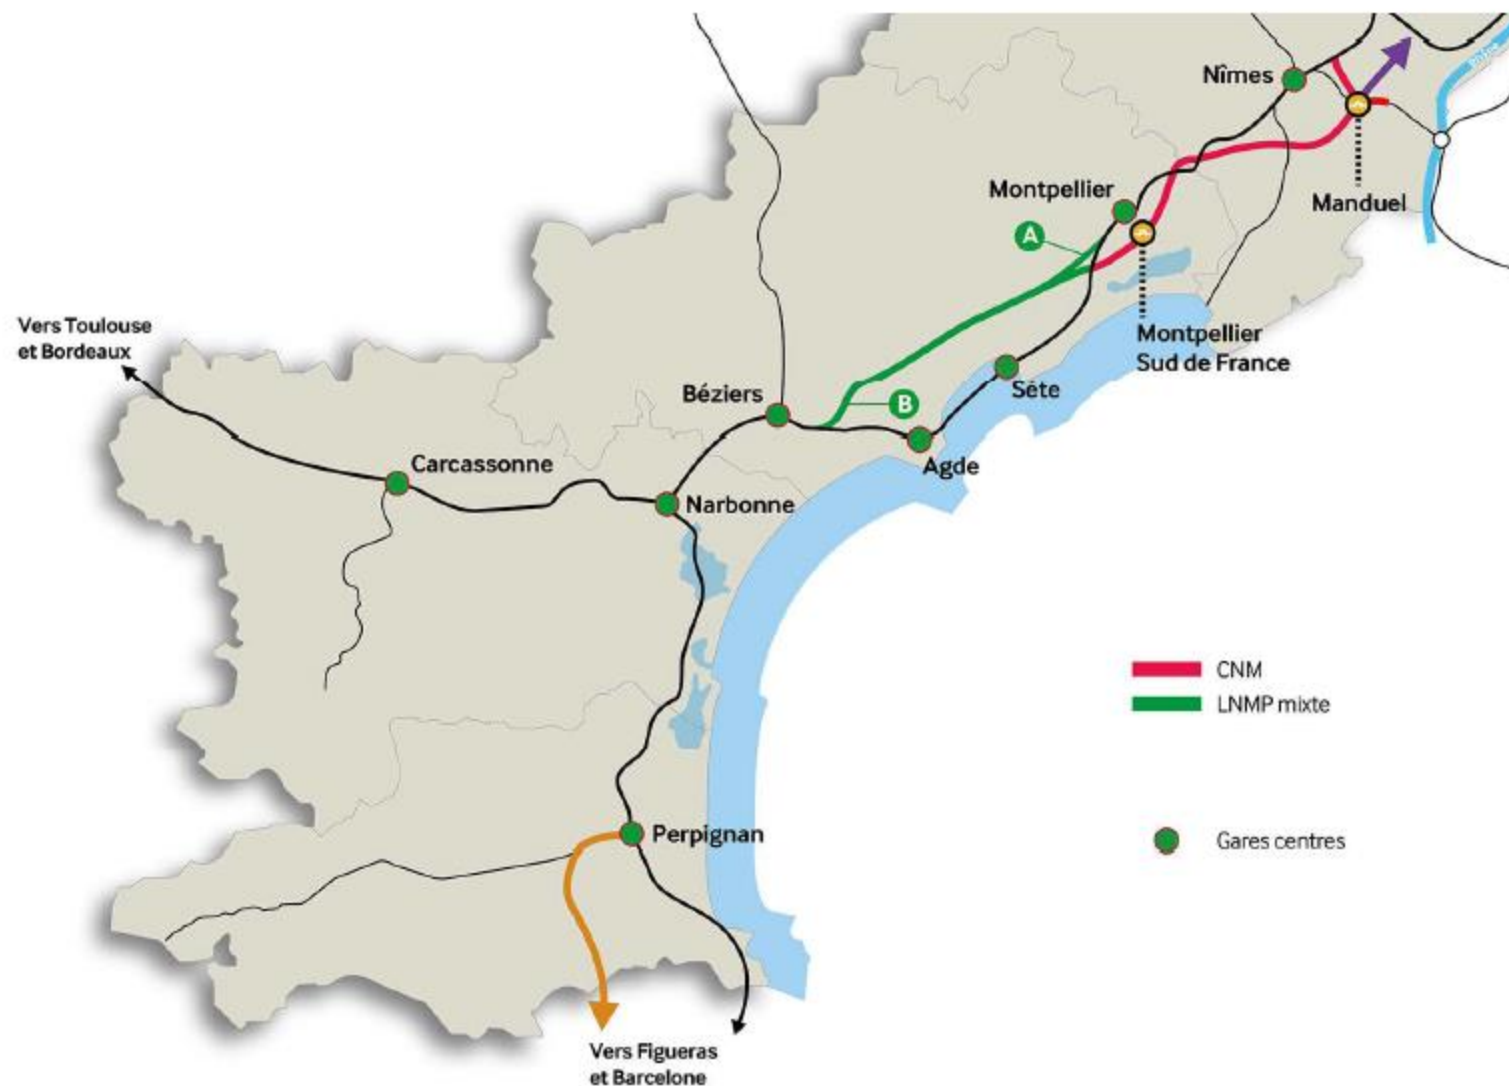 Rhône
Nîmes
Manduel
Montpellier
A
Montpellier
Sud de France
Sète
Vers Toulouse
et Bordeaux
Béziers
B
Agde
Carcassonne
Narbonne
CNM
LNMP mixte
Perpignan
Gares centres
Vers Figueras
et Barcelone